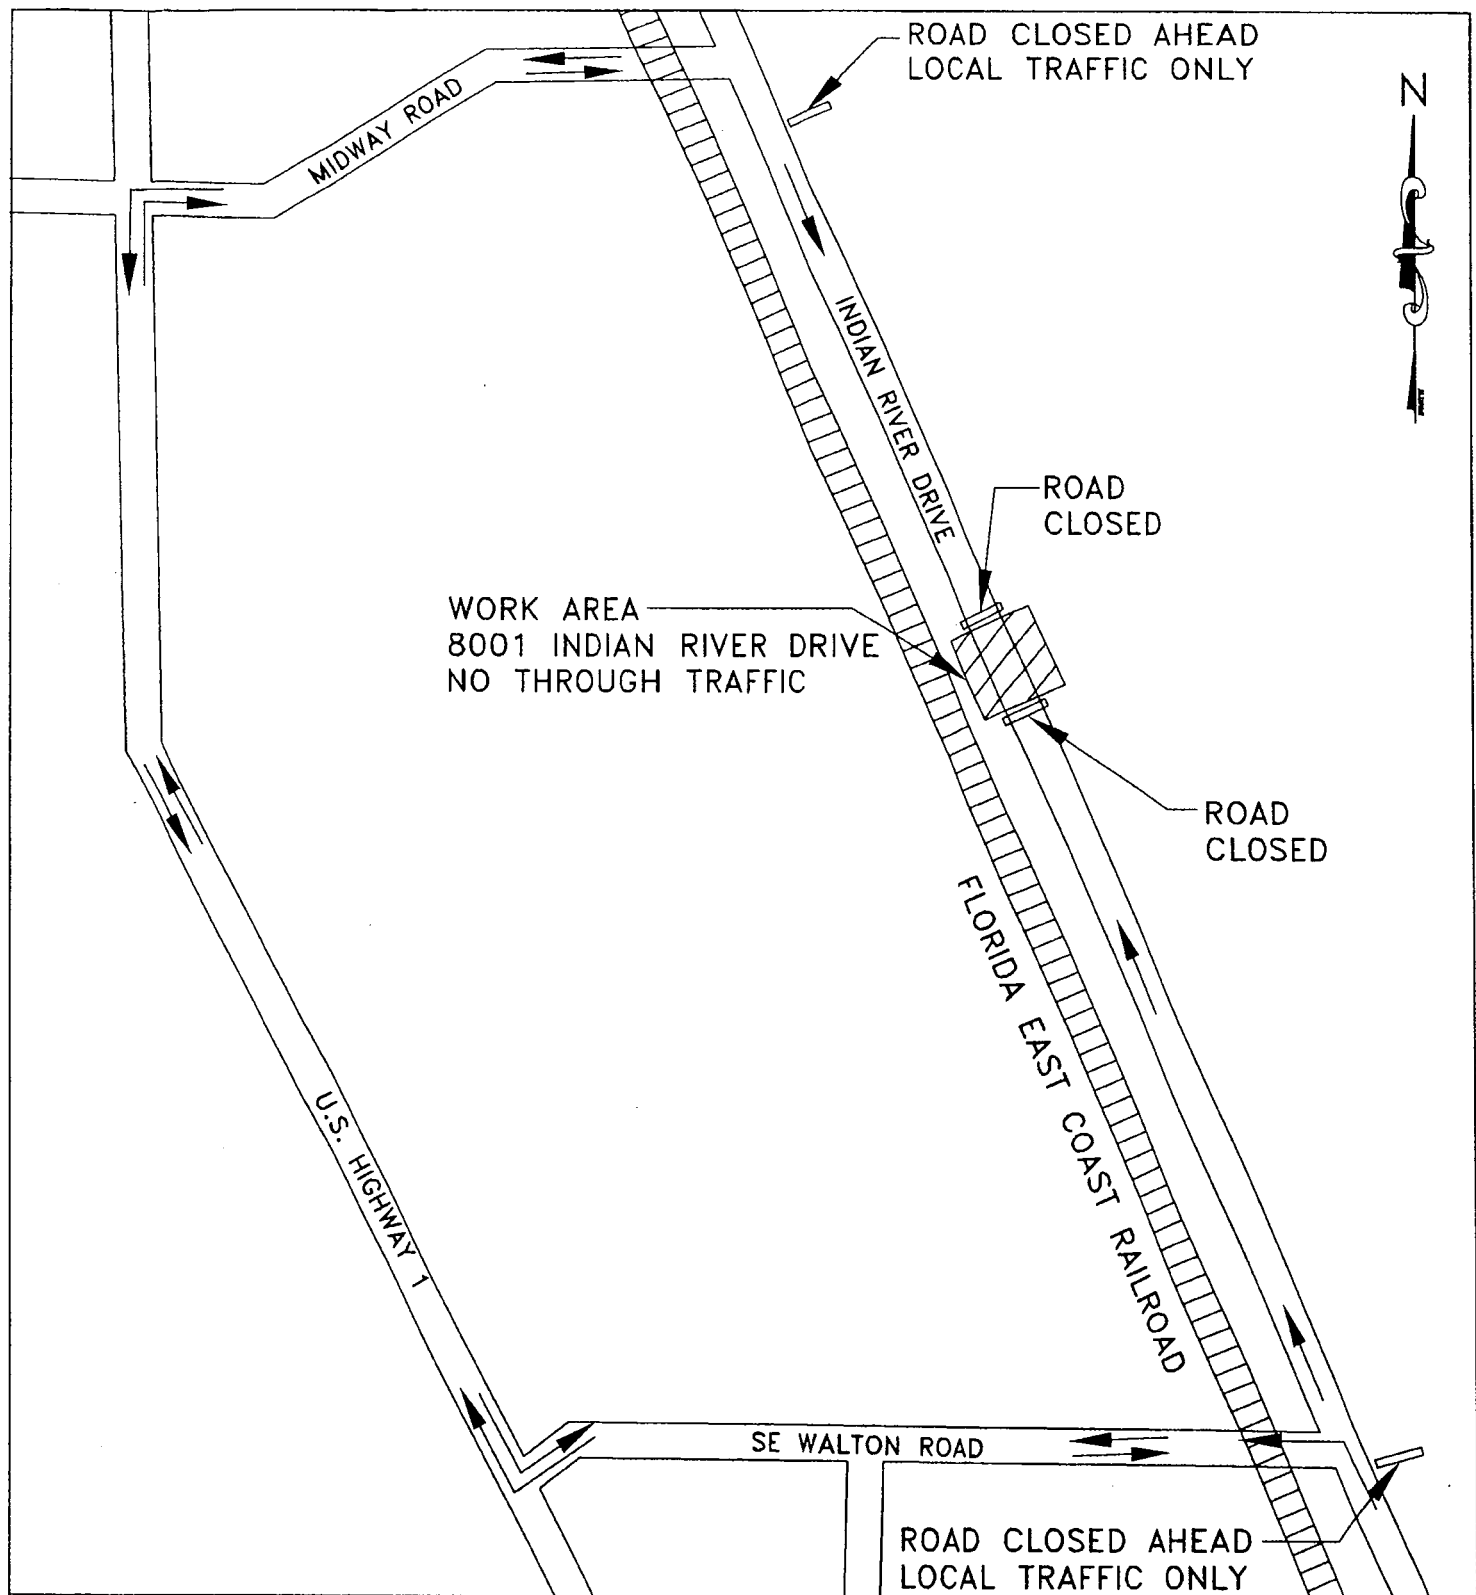 ROAD CLOSED AHEAD
LOCAL TRAFFIC ONLY
N
MIDWAY ROAD
INDIAN RIVER DRIVE
ROAD
CLOSED
WORK AREA
8001 INDIAN RIVER DRIVE
NO THROUGH TRAFFIC
ROAD
CLOSED
FLORIDA EAST COAST RAILROAD
U.S. HIGHWAY 1
SE WALTON ROAD
ROAD CLOSED AHEAD
LOCAL TRAFFIC ONLY